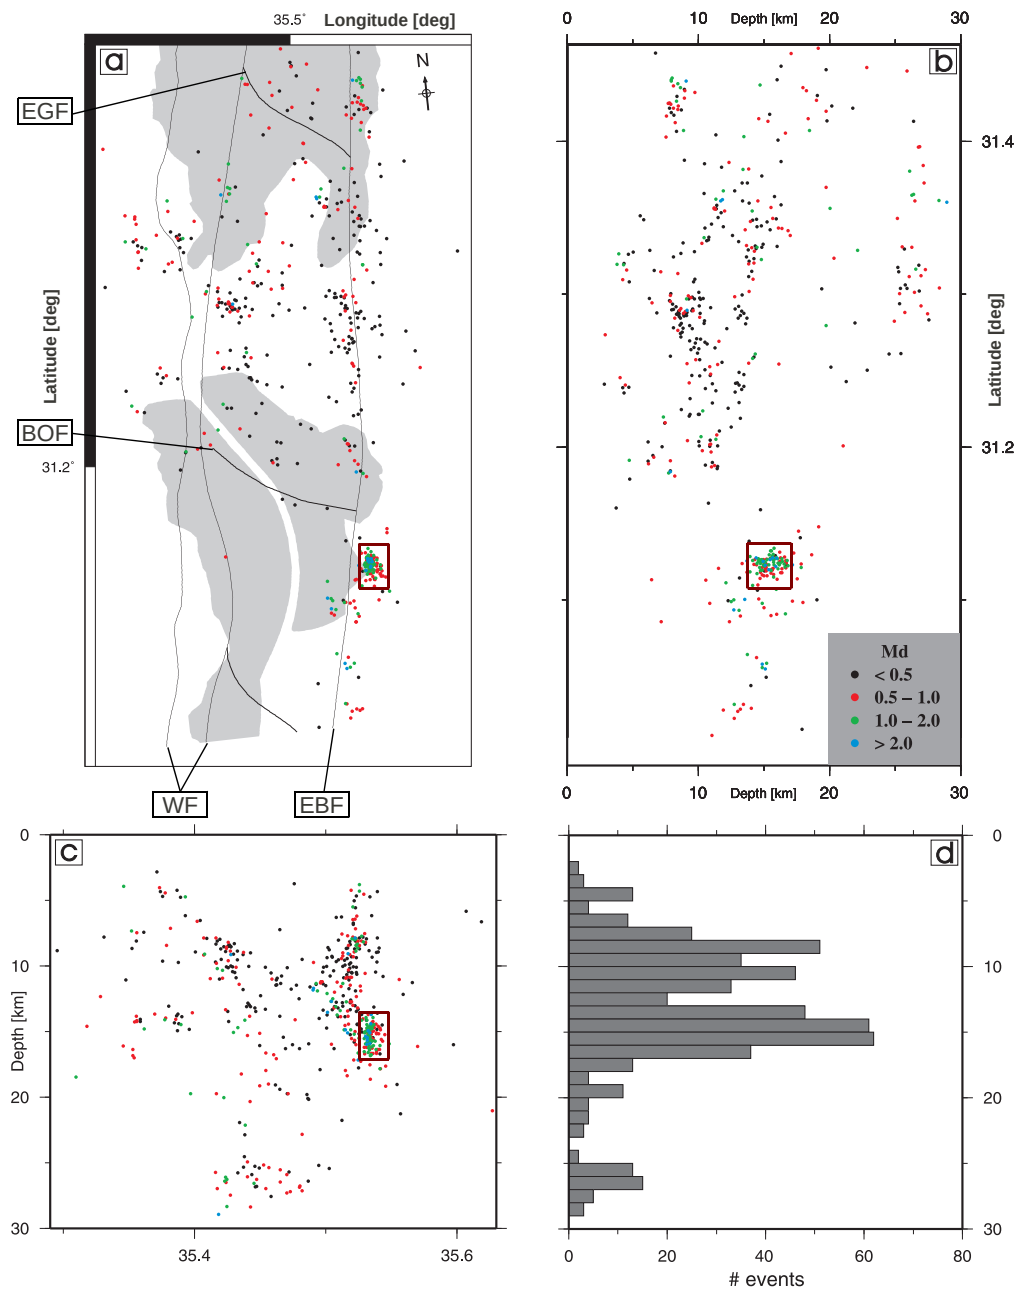 35.5° Longitude [deg]
a
N
EGF
Latitude [deg]
BOF
31.2°
WF
EBF
0 Depth [km] 20 30
b
31.4
Latitude [deg]
31.2
Md
< 0.5
0.5 – 1.0
1.0 – 2.0
> 2.0
0 10 Depth [km] 20 30
c
0
10
Depth [km]
20
30
35.4 35.6
d
0
10
20
30
0 20 40 60 80
# events